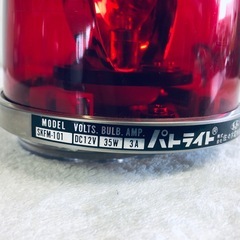 MODEL VOLTS. BULB. AMP.
SKFM-101 DC12V 35W 3A
パトライト